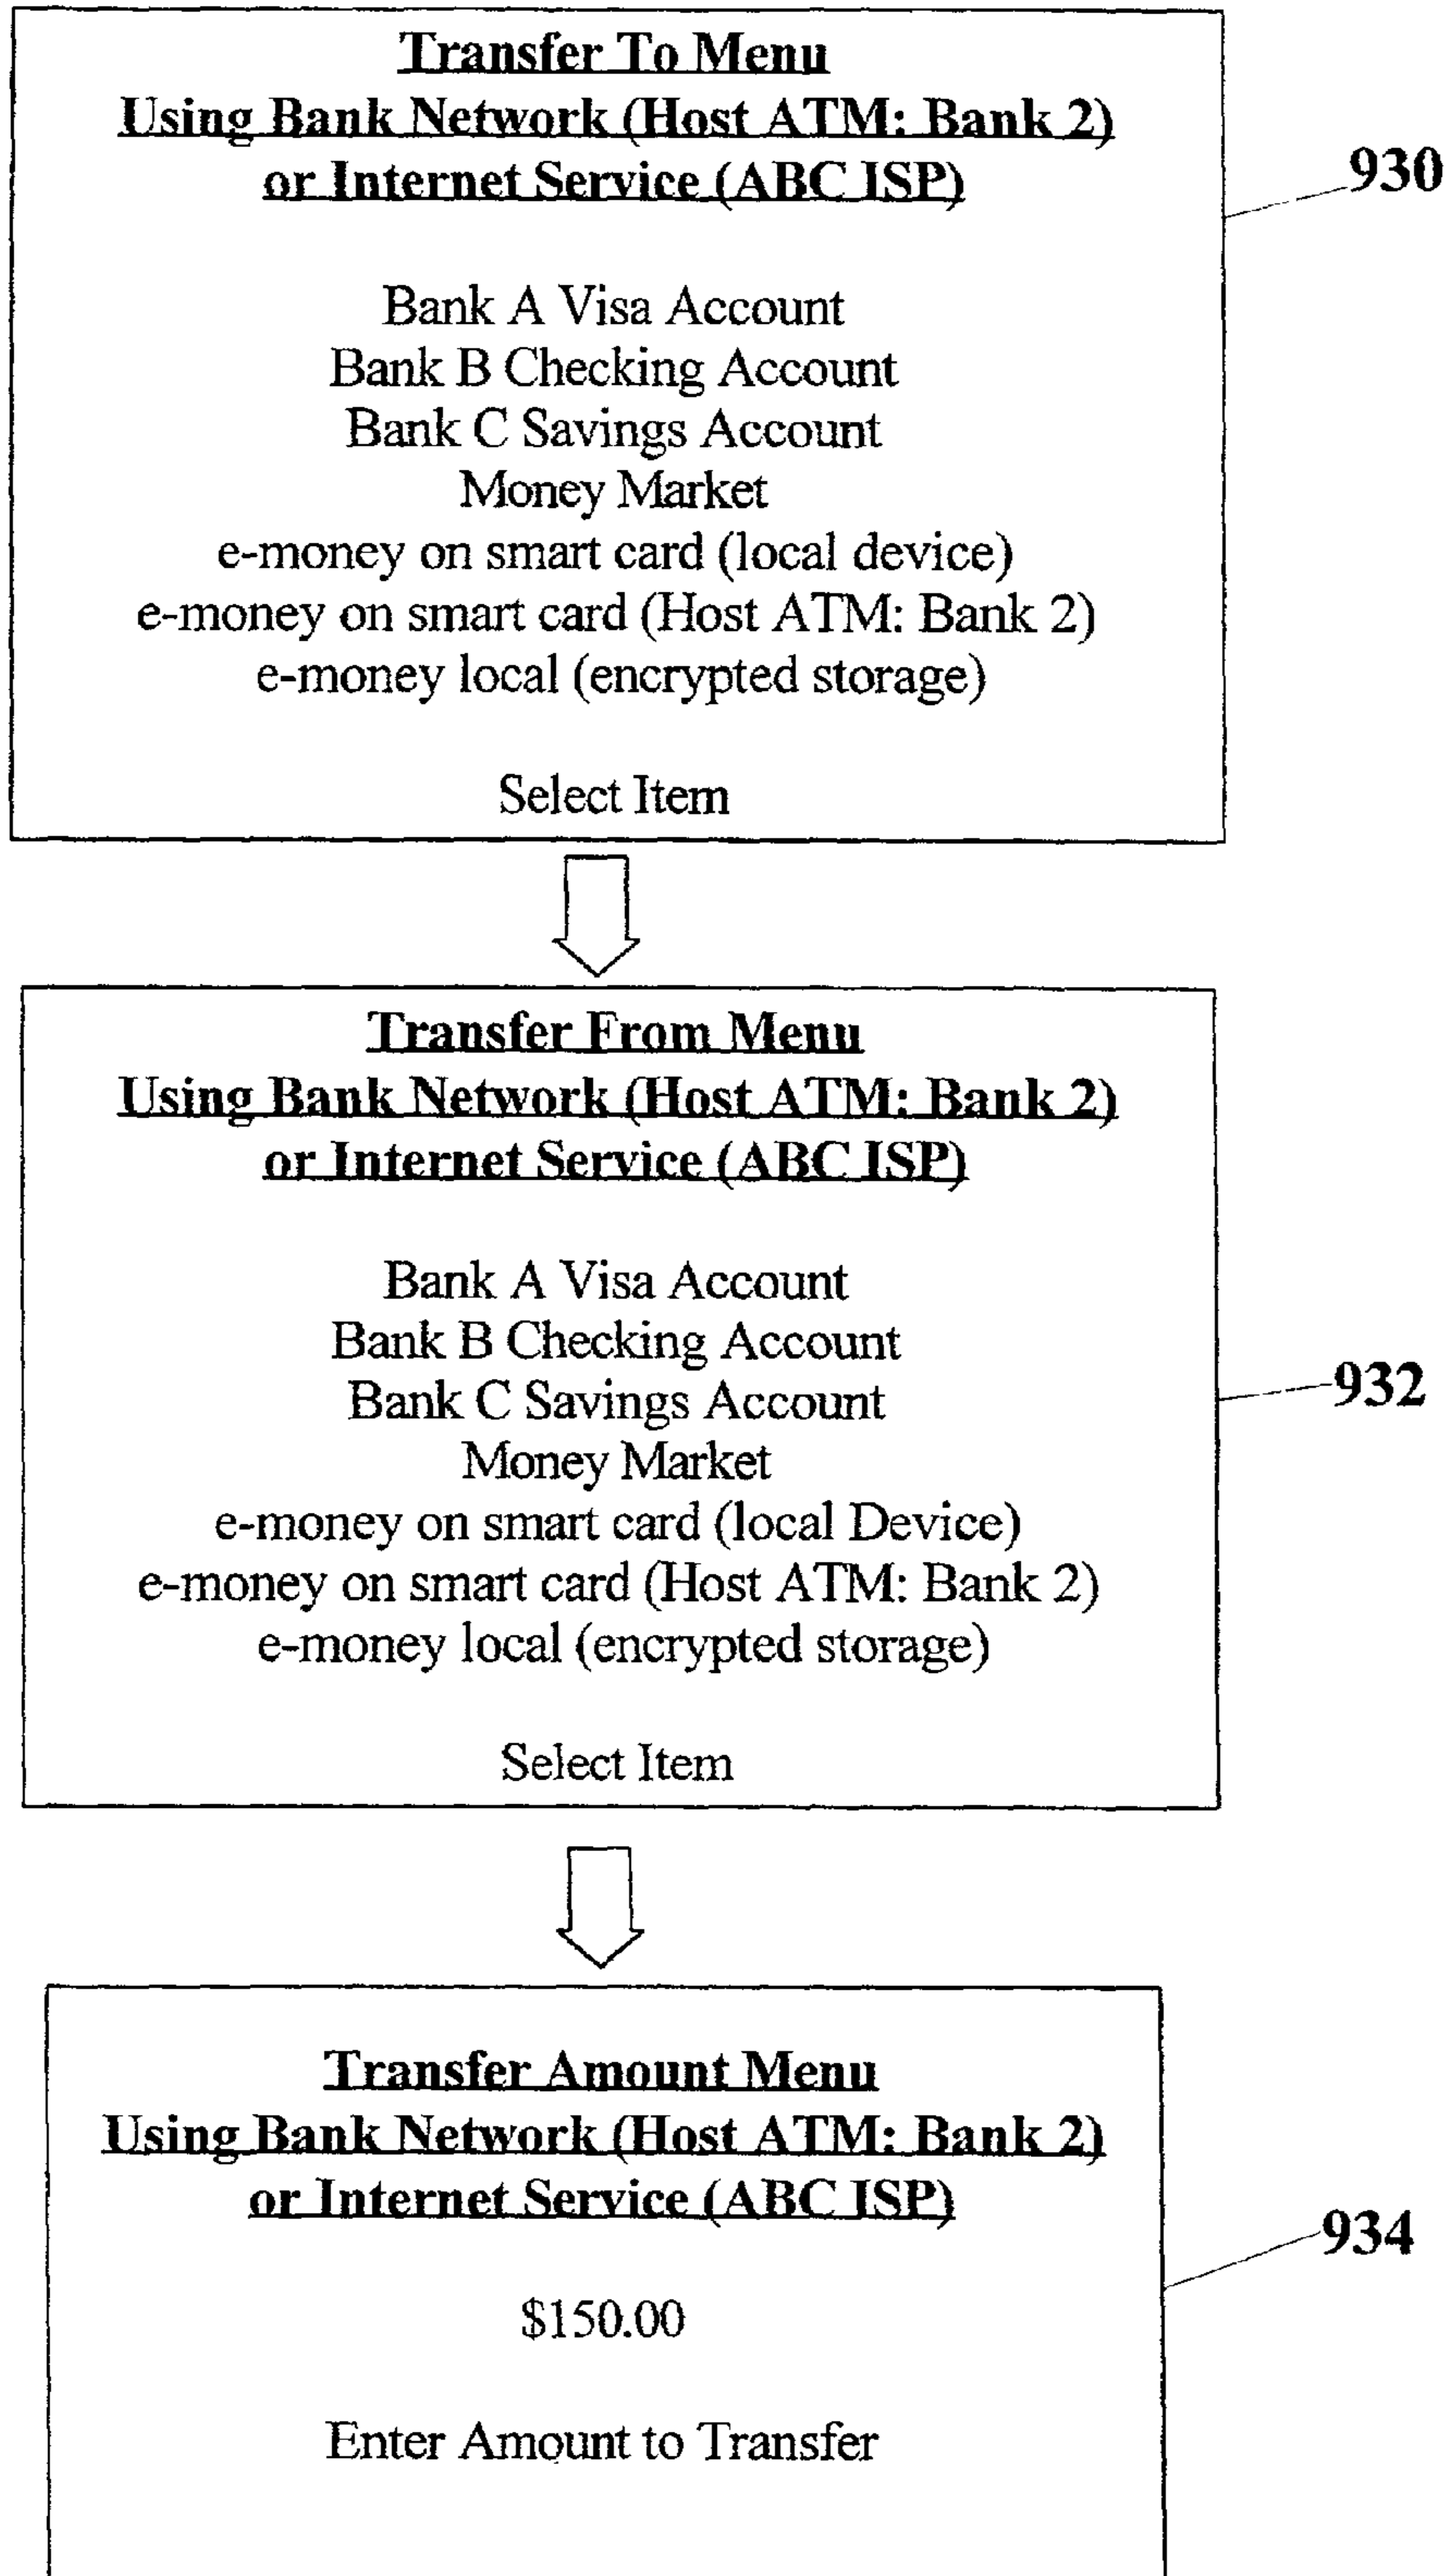 Transfer To Menu
Using Bank Network (Host ATM: Bank 2)
or Internet Service (ABC ISP)
930
Bank A Visa Account
Bank B Checking Account
Bank C Savings Account
Money Market
e-money on smart card (local device)
e-money on smart card (Host ATM: Bank 2)
e-money local (encrypted storage)
Select Item
Transfer From Menu
Using Bank Network (Host ATM: Bank 2)
or Internet Service (ABC ISP)
Bank A Visa Account
Bank B Checking Account
Bank C Savings Account
932
Money Market
e-money on smart card (local Device)
e-money on smart card (Host ATM: Bank 2)
e-money local (encrypted storage)
Select Item
Transfer Amount Menu
Using Bank Network (Host ATM: Bank 2)
or Internet Service (ABC ISP)
934
$150.00
Enter Amount to Transfer